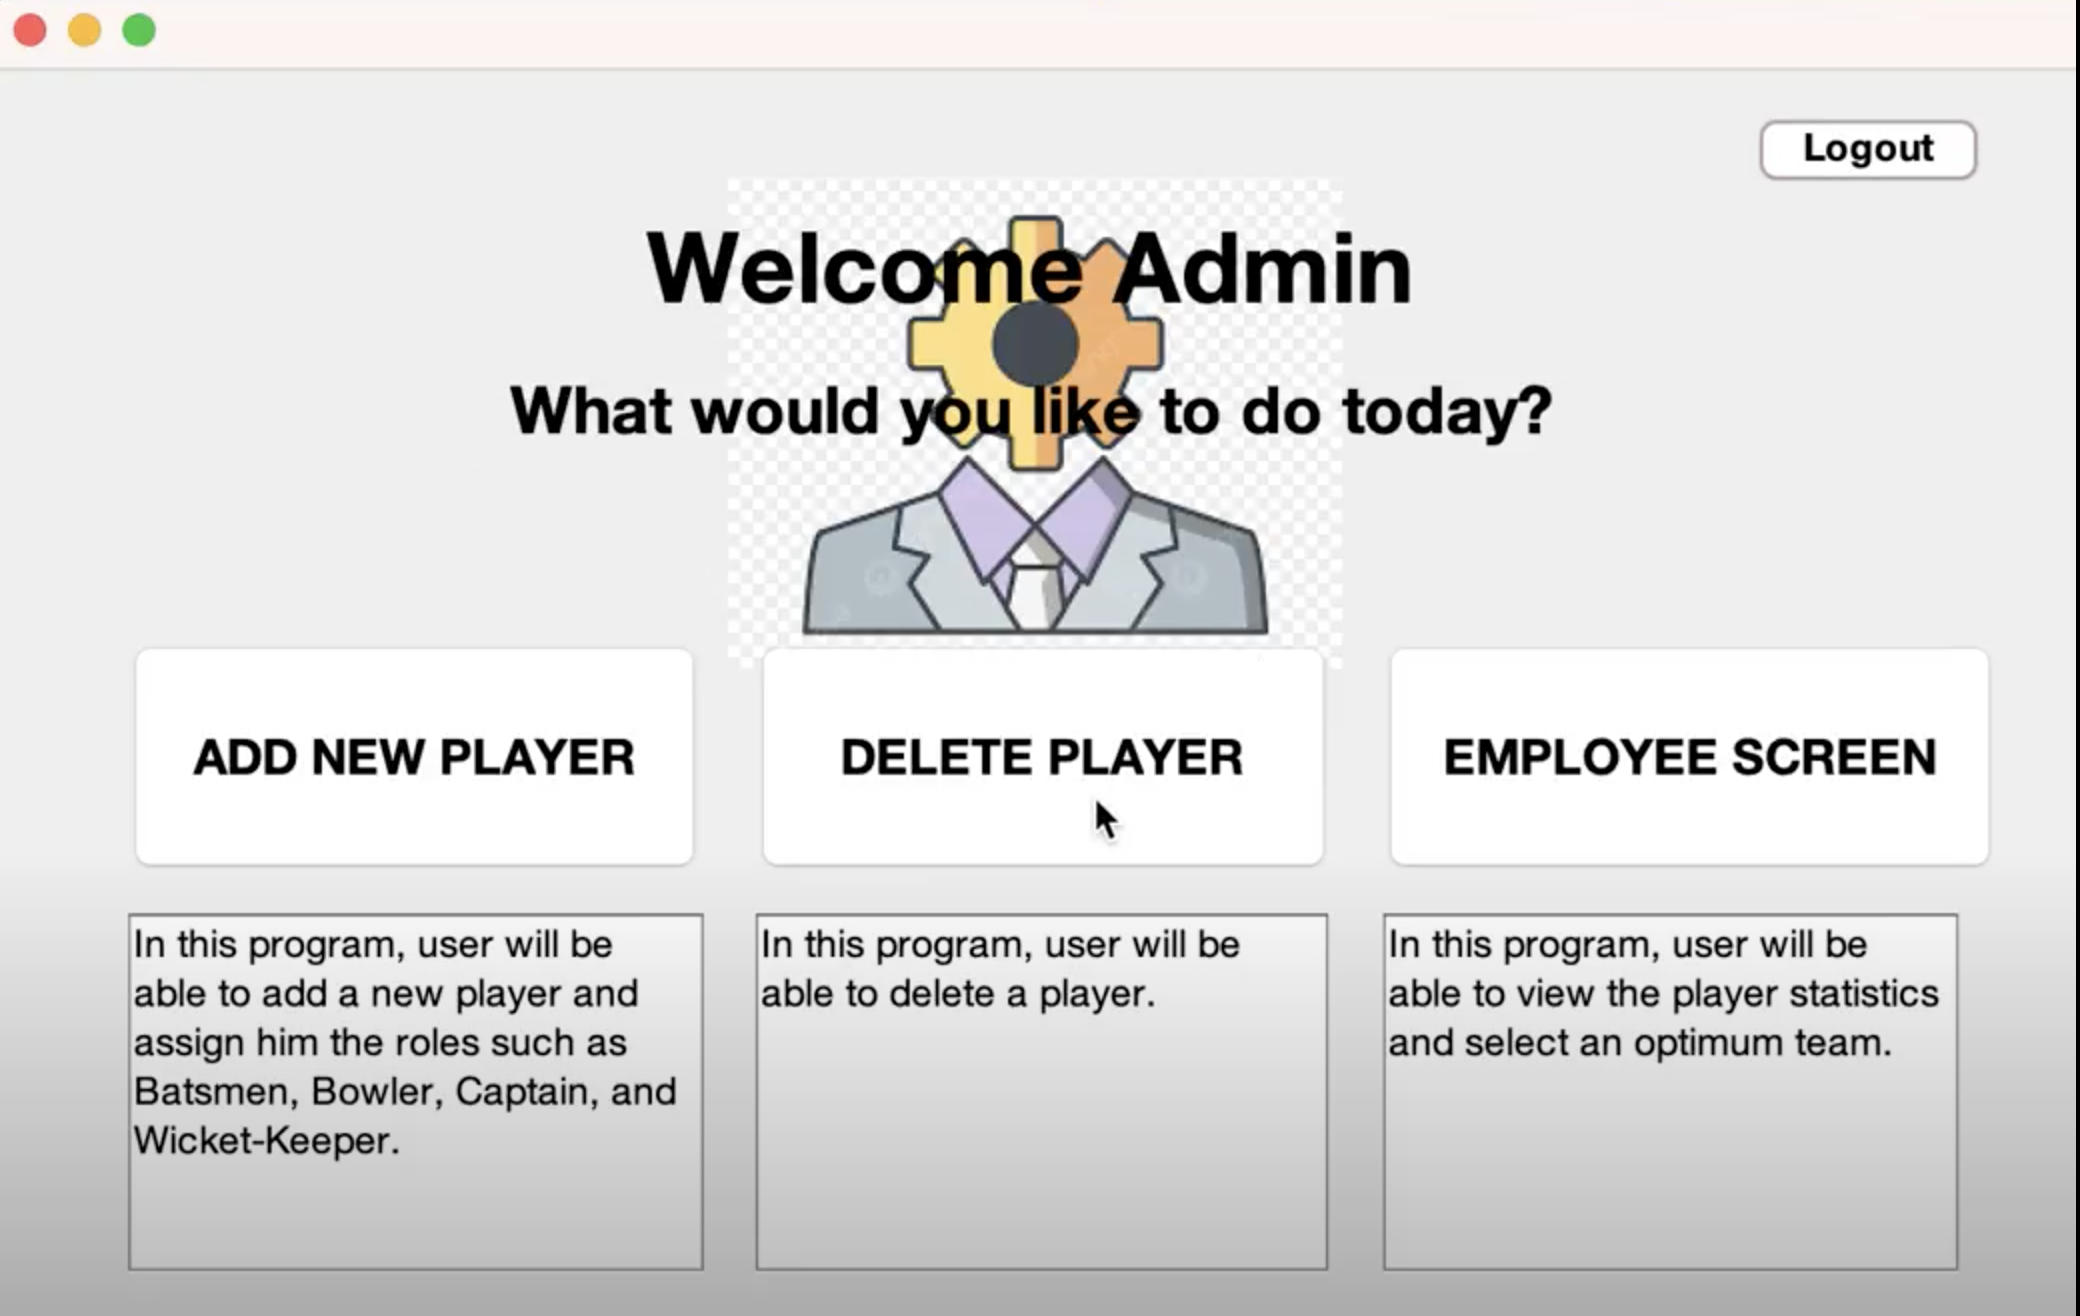 Logout
Welcome Admin
What would you like to do today?
ADD NEW PLAYER
DELETE PLAYER
EMPLOYEE SCREEN
In this program, user will be
able to add a new player and
assign him the roles such as
Batsmen, Bowler, Captain, and
Wicket-Keeper.
In this program, user will be
able to delete a player.
In this program, user will be
able to view the player statistics
and select an optimum team.